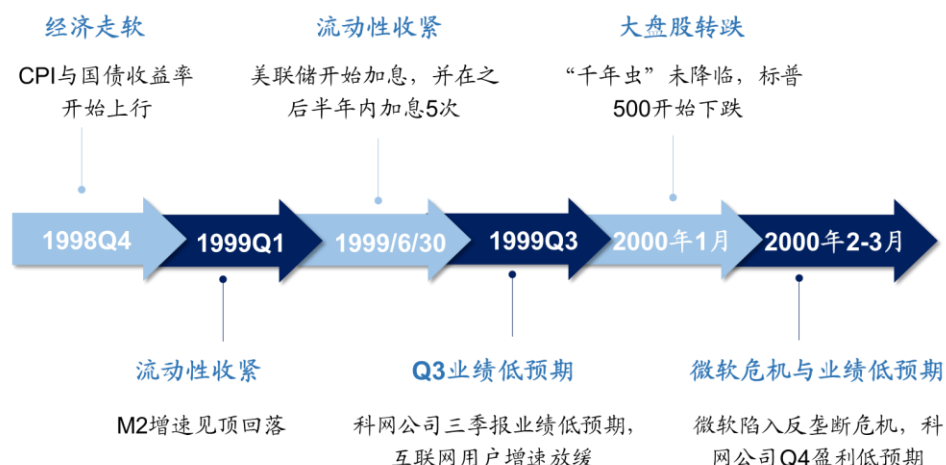 经济走软
CPI与国债收益率
开始上行
流动性收紧
美联储开始加息，并在之
后半年内加息5次
大盘股转跌
“千年虫”未降临，标普
500开始下跌
1998Q4
1999Q1
1999/6/30
1999Q3
2000年1月
2000年2-3月
流动性收紧
M2增速见顶回落
Q3业绩低预期
科网公司三季报业绩低预期，
互联网用户增速放缓
微软危机与业绩低预期
微软陷入反垄断危机，科
网公司Q4盈利低预期